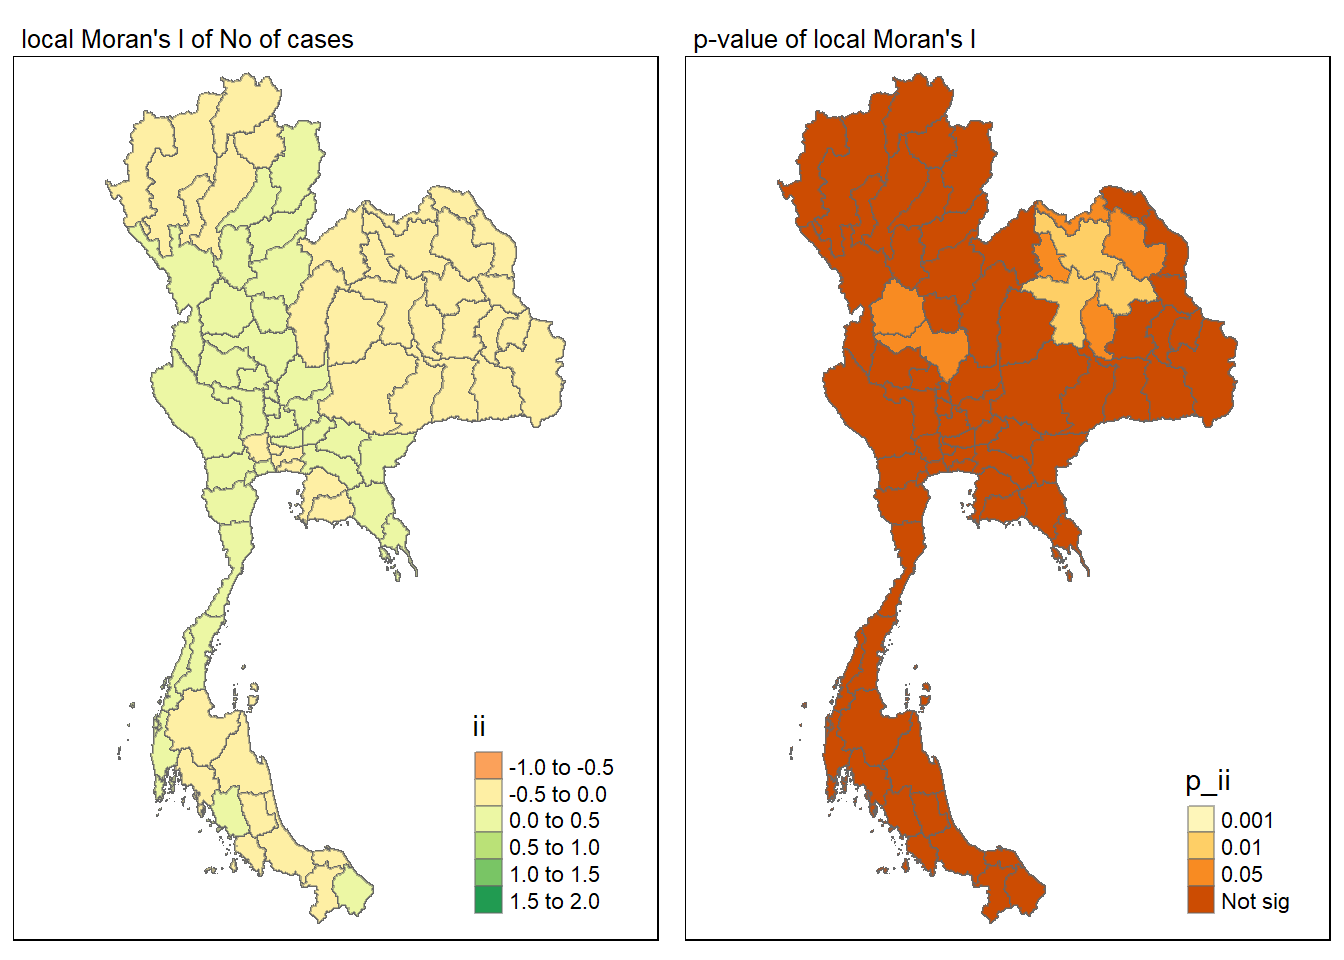 local Moran's I of No of cases
p-value of local Moran's I
ii
-1.0 to -0.5
-0.5 to 0.0
0.0 to 0.5
0.5 to 1.0
1.0 to 1.5
1.5 to 2.0
p_ii
0.001
0.01
0.05
Not sig